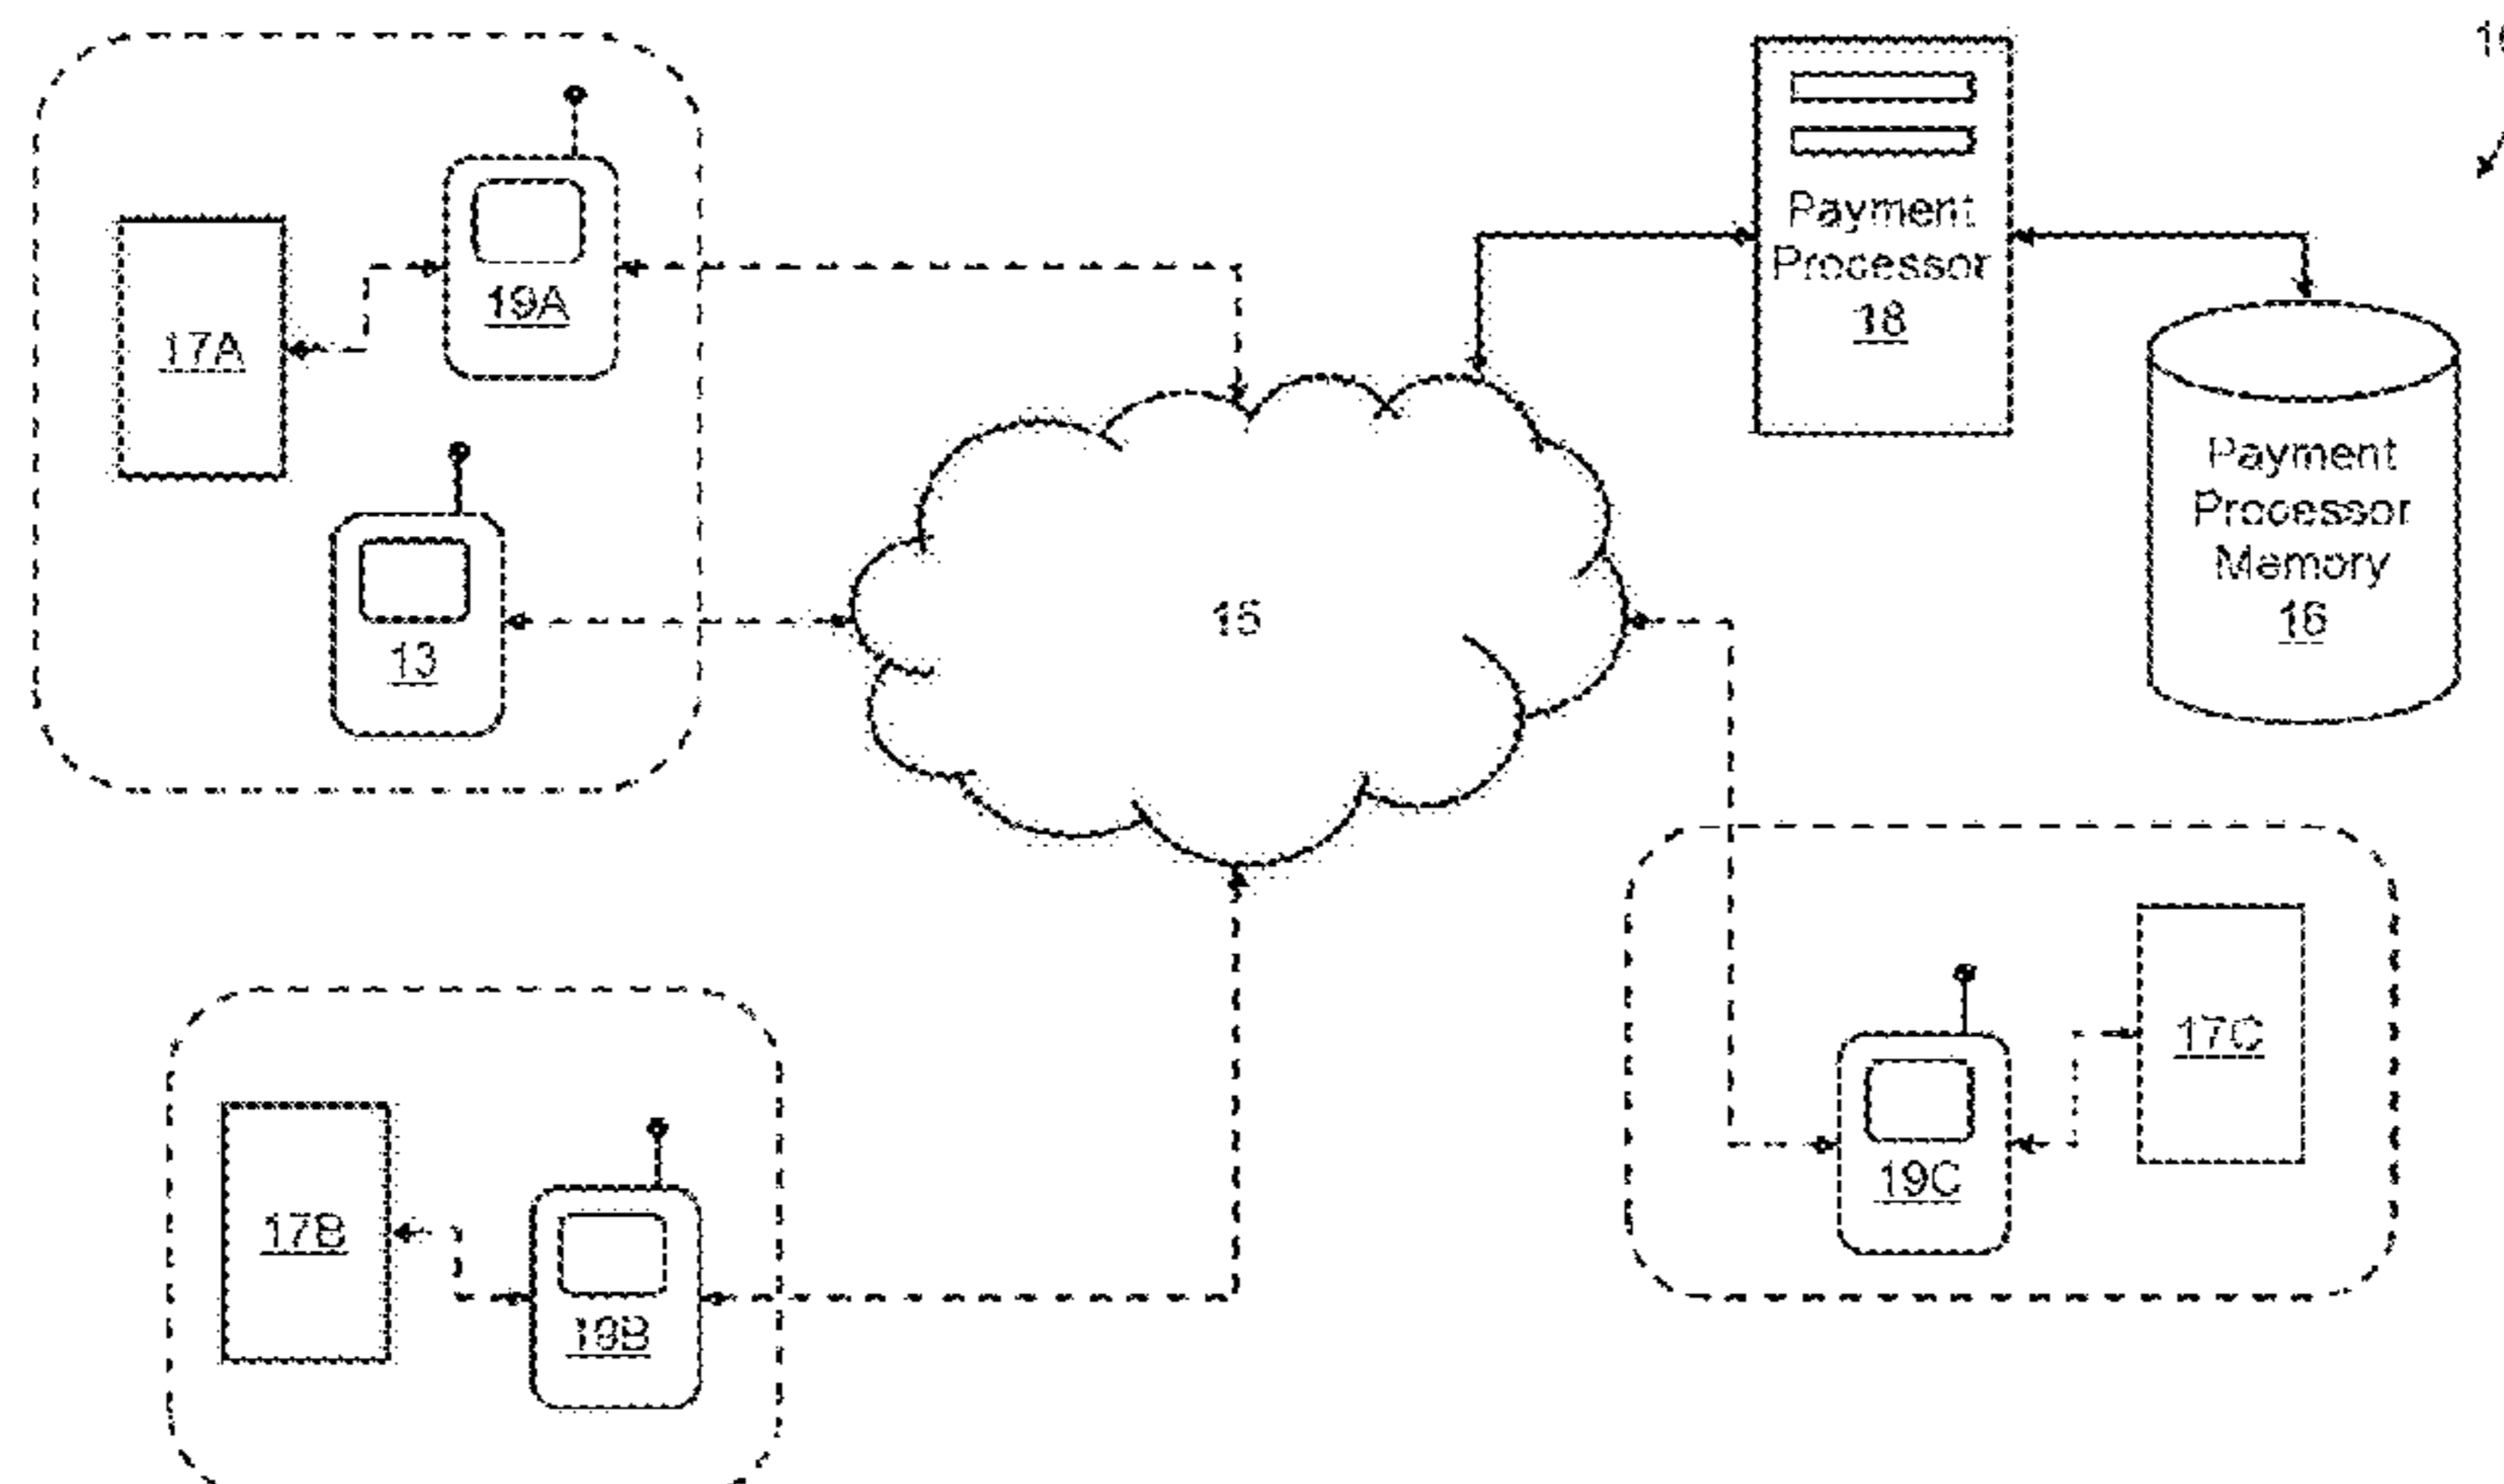 19A
17A
13
Payment
Processor
18
Payment
Processor
Memory
16
15
17C
19C
17B
19B